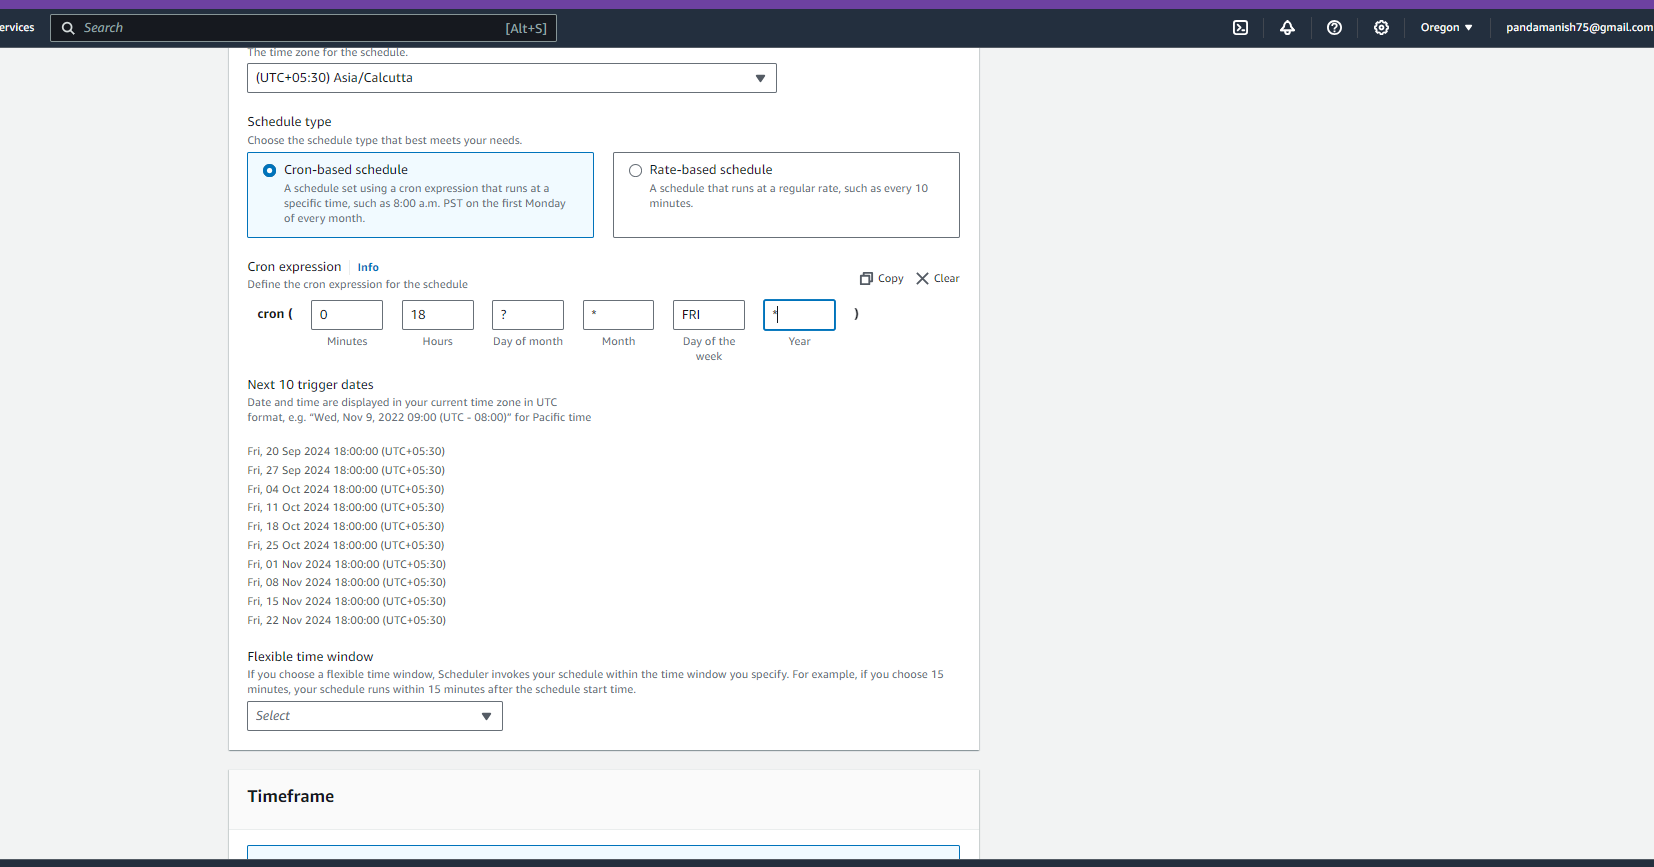 ervices
Search
[Alt+S]
Oregon
pandamanish75@gmail.com
The time zone for the schedule.
(UTC+05:30) Asia/Calcutta
Schedule type
Choose the schedule type that best meets your needs.
Cron-based schedule
A schedule set using a cron expression that runs at a
specific time, such as 8:00 a.m. PST on the first Monday
of every month.
Rate-based schedule
A schedule that runs at a regular rate, such as every 10
minutes.
Cron expression
Info
Define the cron expression for the schedule
Copy
Clear
cron ( 0 18 ? * FRI * )
Minutes Hours Day of month Month Day of the Year
week
Next 10 trigger dates
Date and time are displayed in your current time zone in UTC
format, e.g. “Wed, Nov 9, 2022 09:00 (UTC - 08:00)” for Pacific time
Fri, 20 Sep 2024 18:00:00 (UTC+05:30)
Fri, 27 Sep 2024 18:00:00 (UTC+05:30)
Fri, 04 Oct 2024 18:00:00 (UTC+05:30)
Fri, 11 Oct 2024 18:00:00 (UTC+05:30)
Fri, 18 Oct 2024 18:00:00 (UTC+05:30)
Fri, 25 Oct 2024 18:00:00 (UTC+05:30)
Fri, 01 Nov 2024 18:00:00 (UTC+05:30)
Fri, 08 Nov 2024 18:00:00 (UTC+05:30)
Fri, 15 Nov 2024 18:00:00 (UTC+05:30)
Fri, 22 Nov 2024 18:00:00 (UTC+05:30)
Flexible time window
If you choose a flexible time window, Scheduler invokes your schedule within the time window you specify. For example, if you choose 15
minutes, your schedule runs within 15 minutes after the schedule start time.
Select
Timeframe